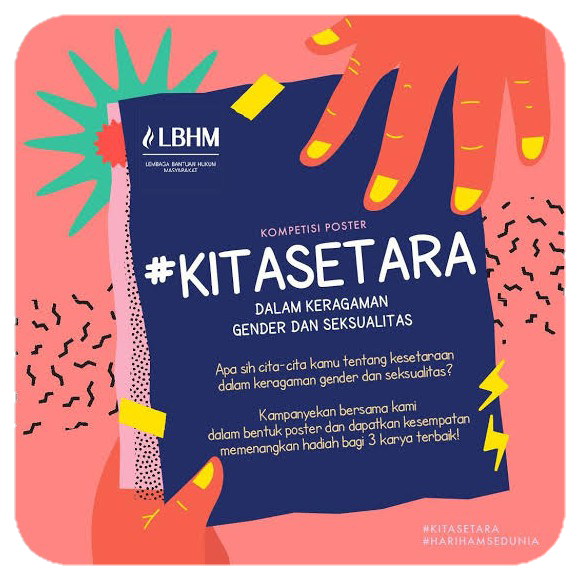 LBHM
LEMBAGA BANTUAN HUKUM
MASYARAKAT
KOMPETISI POSTER
#KITASETARA
DALAM KERAGAMAN
GENDER DAN SEKSUALITAS
Apa sih cita-cita kamu tentang kesetaraan
dalam keragaman gender dan seksualitas?
Kampanyekan bersama kami
dalam bentuk poster dan dapatkan kesempatan
memenangkan hadiah bagi 3 karya terbaik!
#KITASETARA
#HARIHAMSEDUNIA